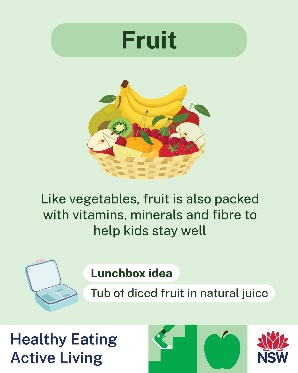 Fruit
Like vegetables, fruit is also packed
with vitamins, minerals and fibre to
help kids stay well
Lunchbox idea
Tub of diced fruit in natural juice
Healthy Eating
Active Living
NSW